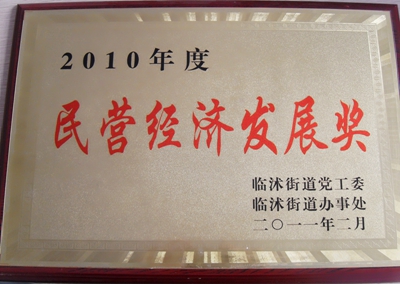 2010年度
民营经济发展奖
临沭街道党工委
临沭街道办事处
二〇一一年二月